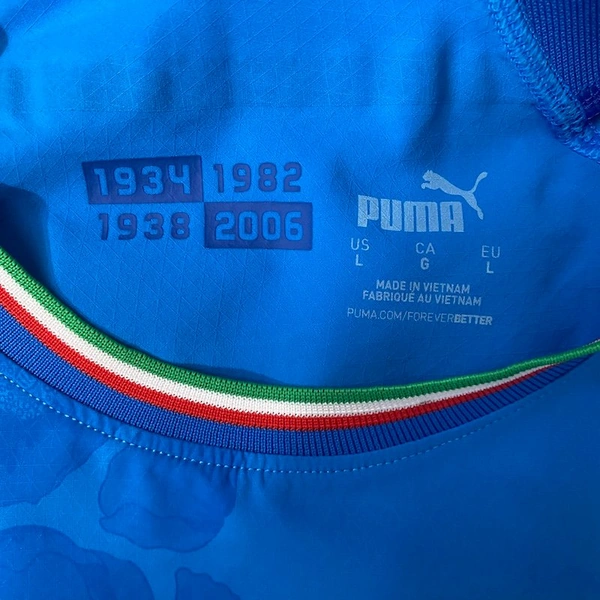 1934 1982
1938 2006
PUMA
US CA EU
L G L
MADE IN VIETNAM
FABRIQUÉ AU VIETNAM
PUMA.COM/FOREVERBETTER